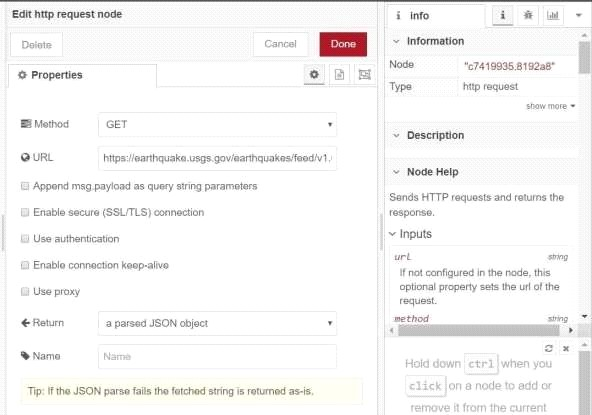 Edit http request node
Delete
Cancel
Done
Properties
Method
GET
URL
https://earthquake.usgs.gov/earthquakes/feed/v1.
Append msg.payload as query string parameters
Enable secure (SSL/TLS) connection
Use authentication
Enable connection keep-alive
Use proxy
Return
a parsed JSON object
Name
Name
Tip: If the JSON parse fails the fetched string is returned as-is.
info
Information
Node
"c7419935.8192a8"
Type
http request
show more
Description
Node Help
Sends HTTP requests and returns the
response.
Inputs
url string
If not configured in the node, this
optional property sets the url of the
request.
method string
Hold down ctrl when you
click on a node to add or
remove it from the current